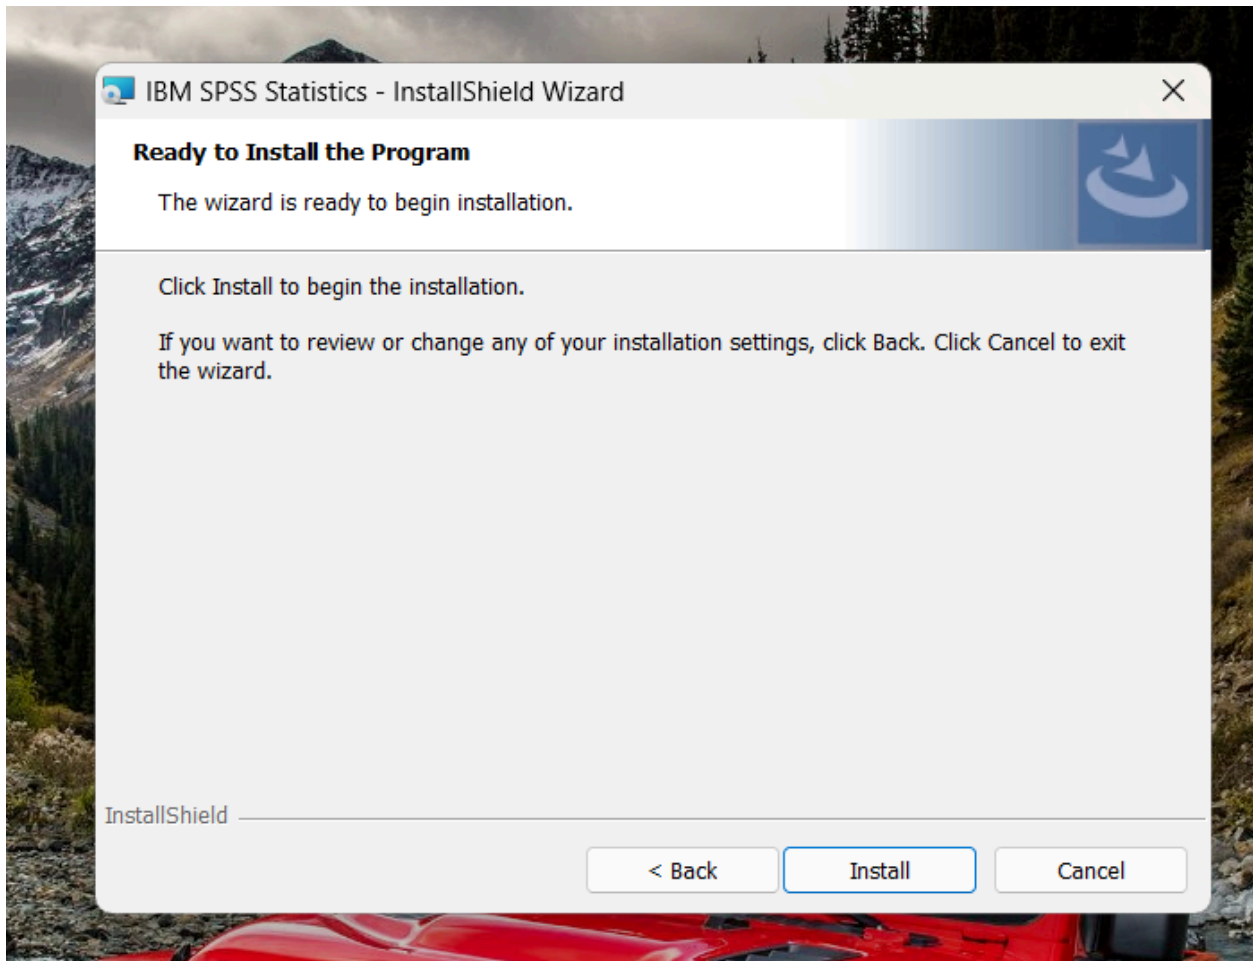 IBM SPSS Statistics - InstallShield Wizard
Ready to Install the Program
The wizard is ready to begin installation.
Click Install to begin the installation.
If you want to review or change any of your installation settings, click Back. Click Cancel to exit
the wizard.
InstallShield
< Back
Install
Cancel